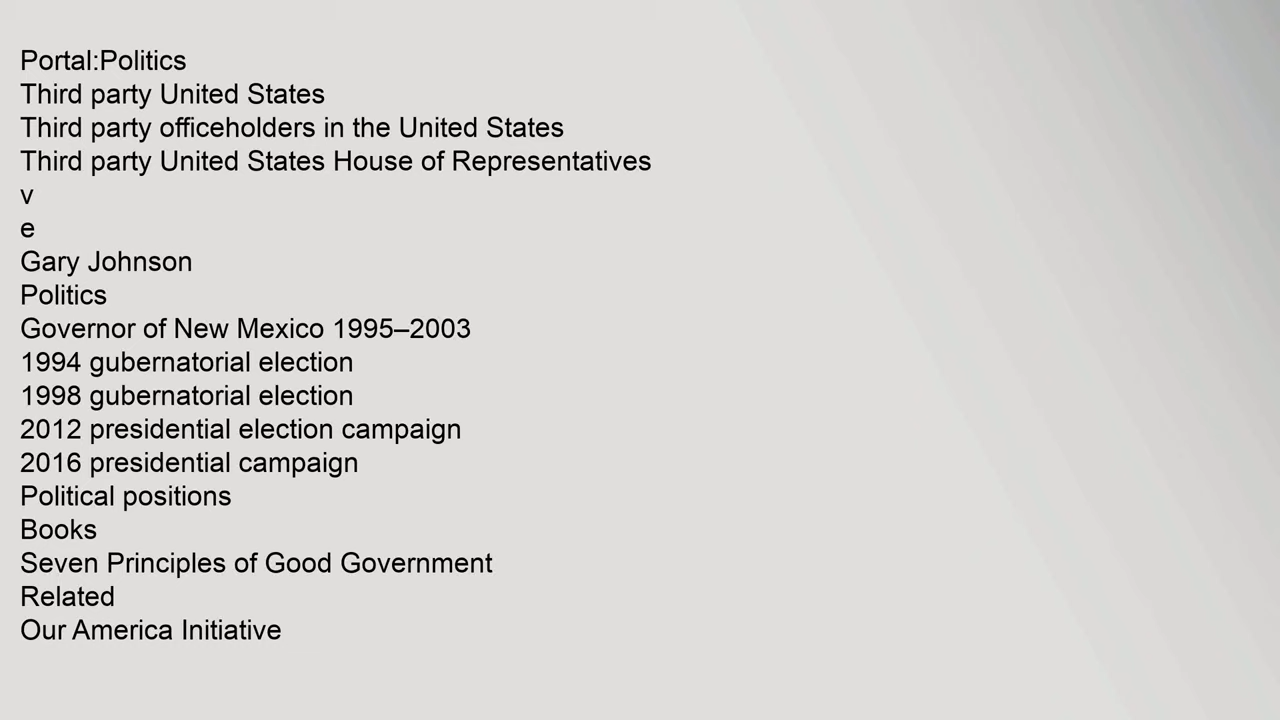 Portal:Politics
Third party United States
Third party officeholders in the United States
Third party United States House of Representatives
v
e
Gary Johnson
Politics
Governor of New Mexico 1995–2003
1994 gubernatorial election
1998 gubernatorial election
2012 presidential election campaign
2016 presidential campaign
Political positions
Books
Seven Principles of Good Government
Related
Our America Initiative